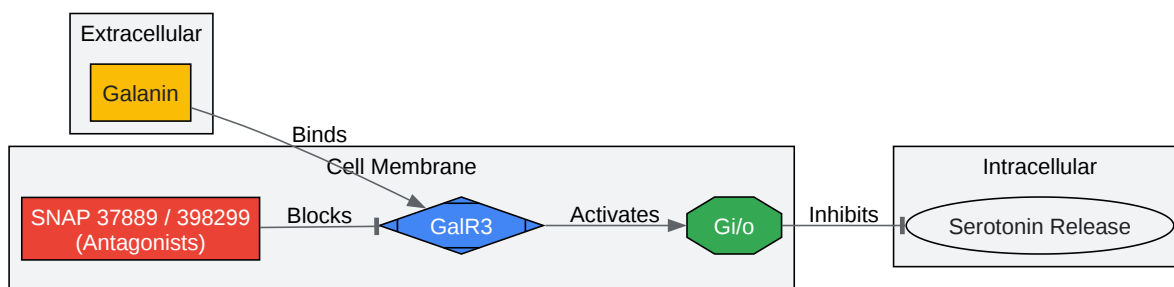 Extracellular
Galanin
Binds
Cell Membrane
SNAP 37889 / 398299
(Antagonists)
Blocks
GalR3
Activates
Gi/o
Inhibits
Intracellular
Serotonin Release